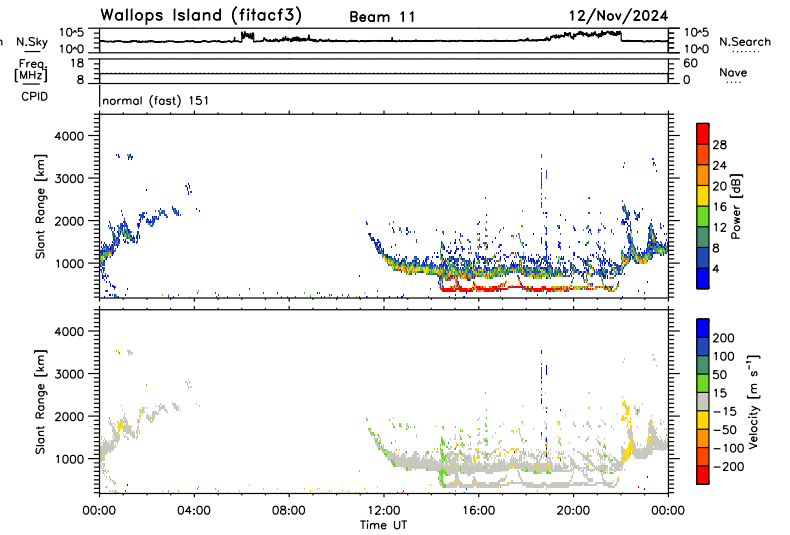 Wallops Island (fitacf3) Beam 11 12/Nov/2024
N.Sky 10^5 10^5 N.Search
10^0 10^0
Freq. 18 60 Nave
[MHz] 8 0
CPID
normal (fast) 151
Slant Range [km]
4000
3000
2000
1000
28
24
20
16
12
8
4
Power [dB]
Slant Range [km]
4000
3000
2000
1000
200
100
50
15
-15
-50
-100
-200
Velocity [m s⁻¹]
00:00 04:00 08:00 12:00 16:00 20:00 00:00
Time UT